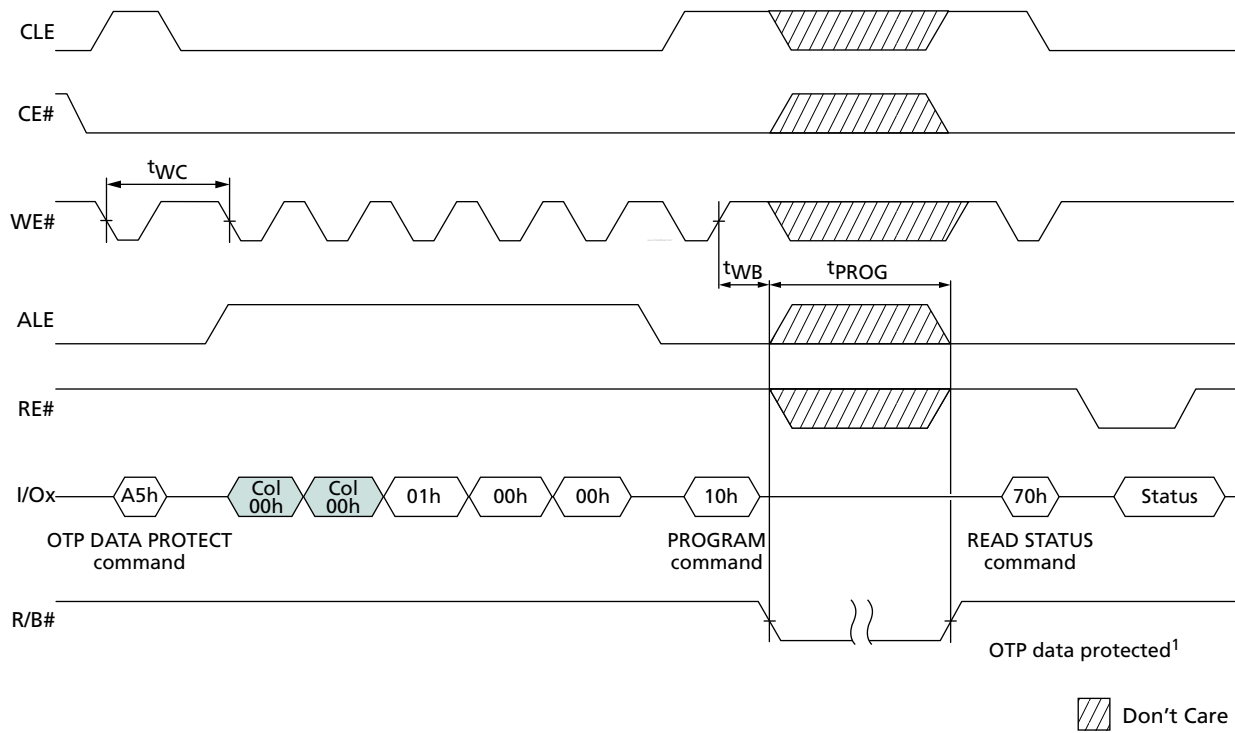 CLE
CE#
tWC
WE#
tWB tPROG
ALE
RE#
I/Ox A5h Col 00h Col 00h 01h 00h 00h 10h 70h Status
OTP DATA PROTECT PROGRAM READ STATUS
command command command
R/B#
OTP data protected1
Don't Care